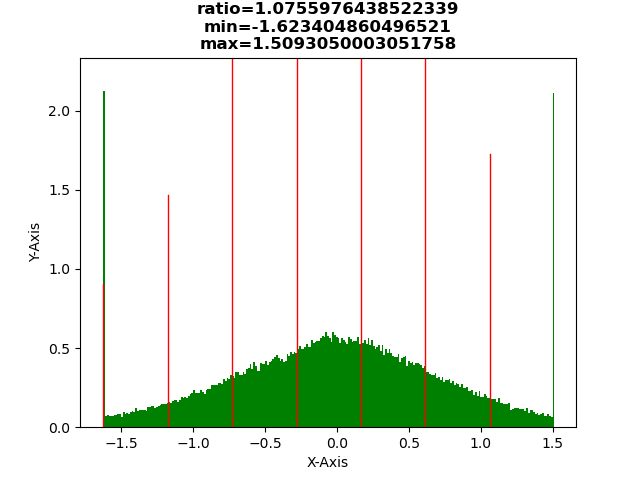 ratio=1.0755976438522339
min=-1.623404860496521
max=1.5093050003051758
2.0
1.5
1.0
0.5
0.0
Y-Axis
−1.5 −1.0 −0.5 0.0 0.5 1.0 1.5
X-Axis